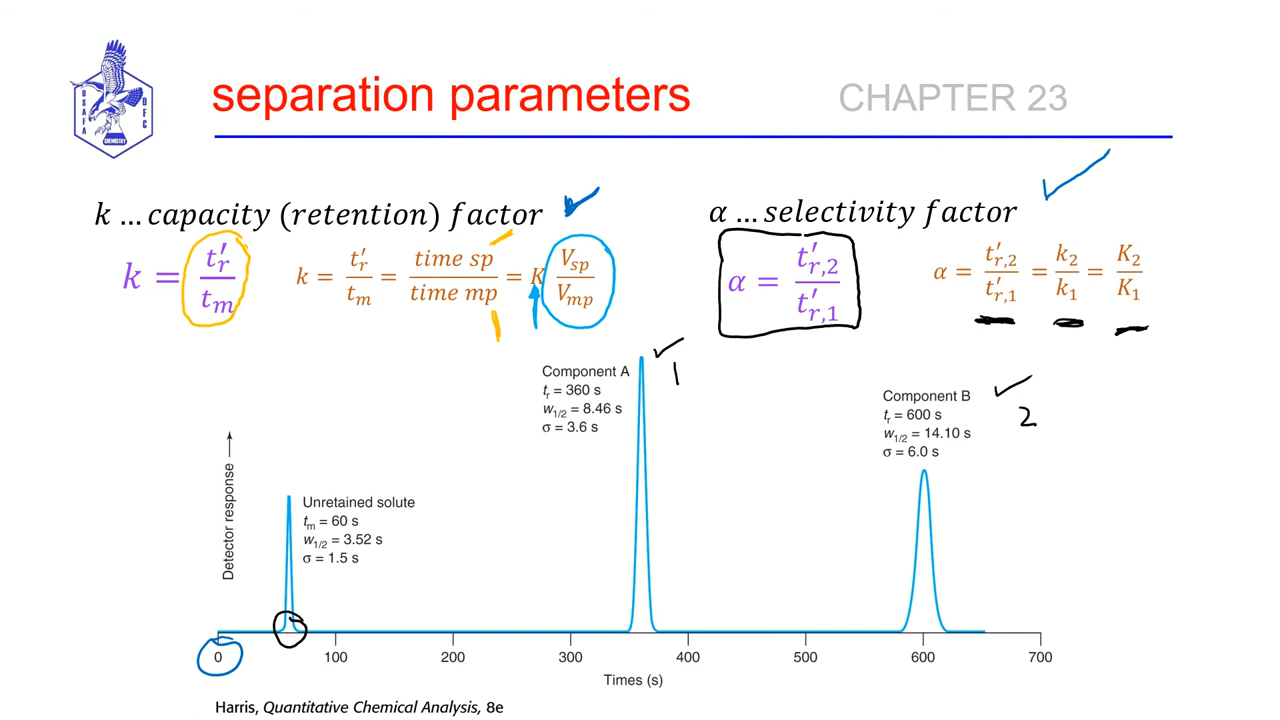 USAFA
DFC
CHEMISTRY
separation parameters
CHAPTER 23
k … capacity (retention) factor
α … selectivity factor
k = t′r / tm
k = t′r / tm = time sp / time mp = K Vsp / Vmp
α = t′r,2 / t′r,1
α = t′r,2 / t′r,1 = k2 / k1 = K2 / K1
Component A
tr = 360 s
w1/2 = 8.46 s
σ = 3.6 s
1
Component B
tr = 600 s
w1/2 = 14.10 s
σ = 6.0 s
2
Unretained solute
tm = 60 s
w1/2 = 3.52 s
σ = 1.5 s
Detector response
0 100 200 300 400 500 600 700
Times (s)
Harris, Quantitative Chemical Analysis, 8e